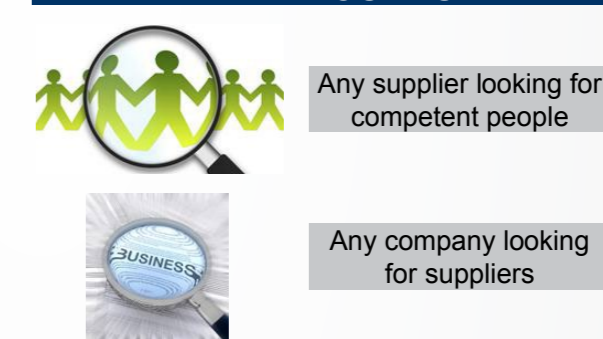 Any supplier looking for
competent people
BUSINESS
Any company looking
for suppliers